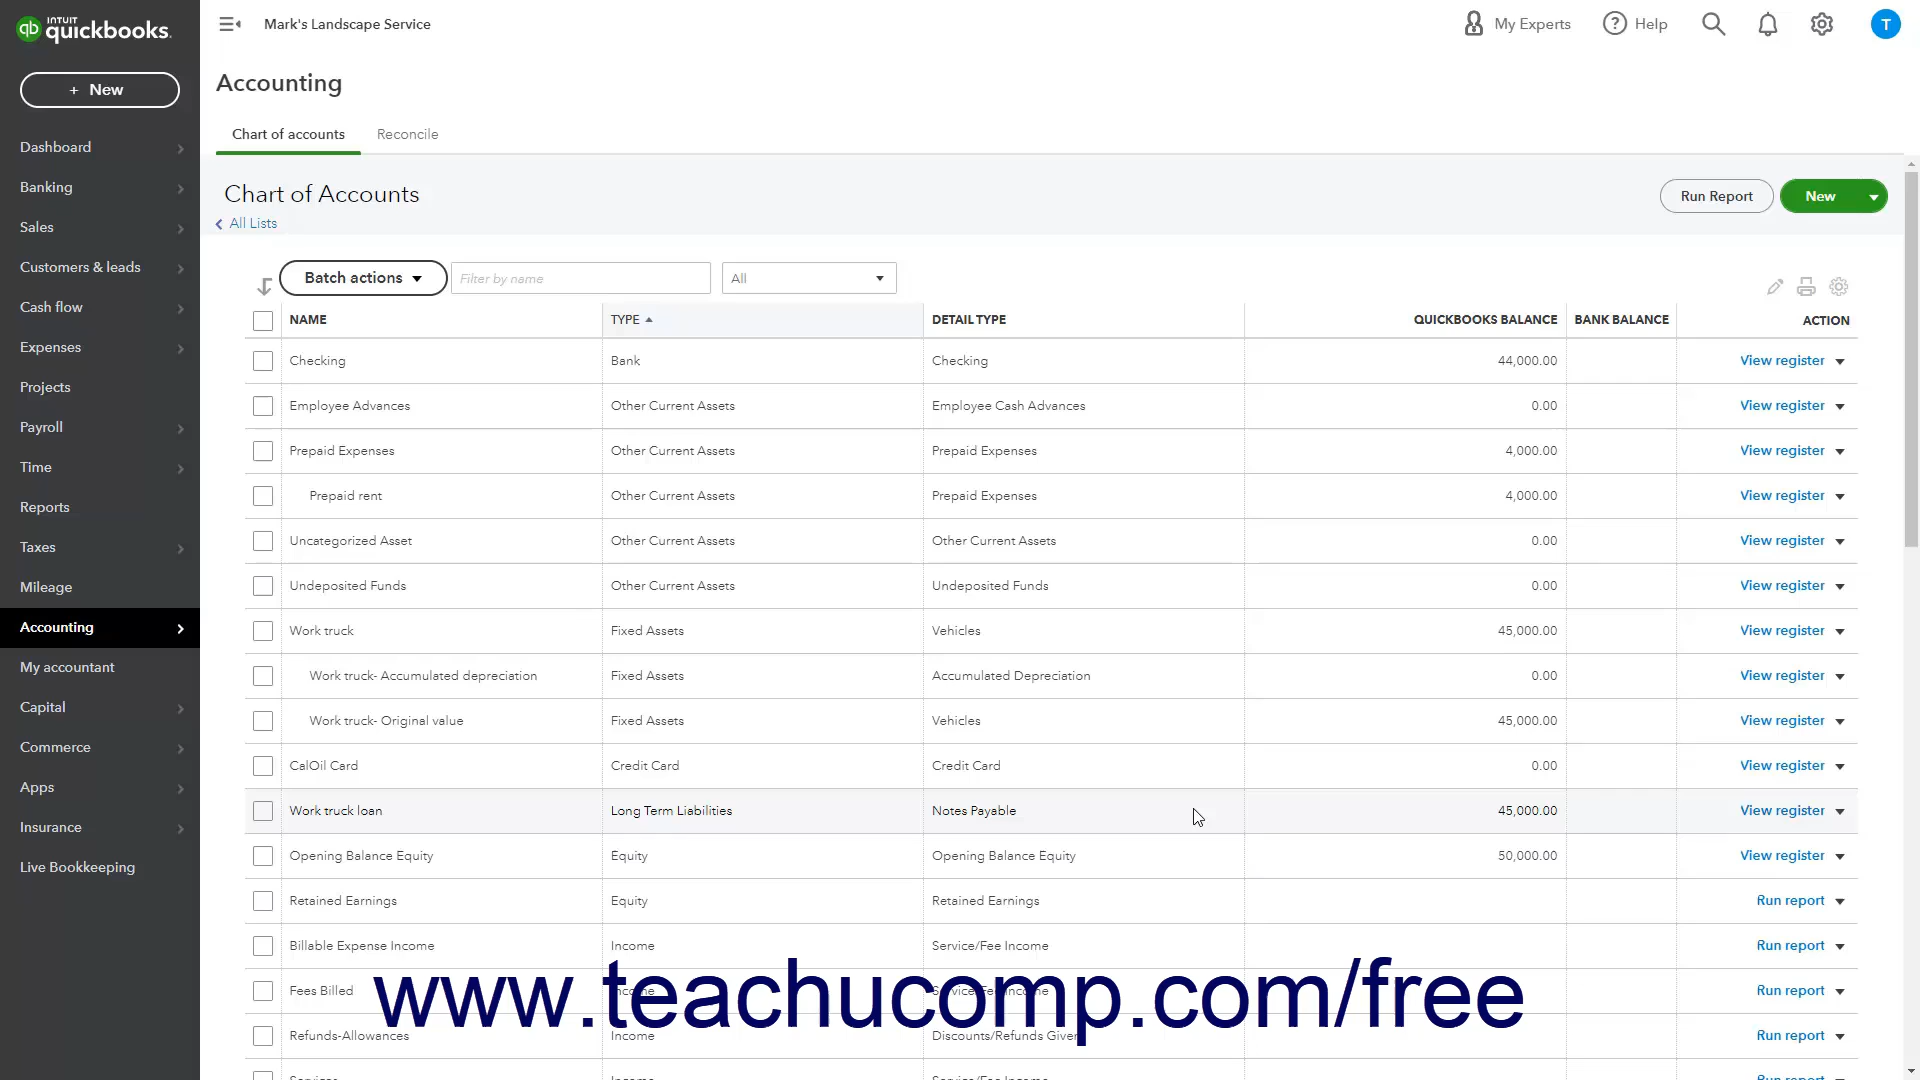 INTUIT
quickbooks.
qb
Mark's Landscape Service
My Experts
Help
T
+ New
Accounting
Chart of accounts
Reconcile
Dashboard
Banking
Sales
Customers & leads
Cash flow
Expenses
Projects
Payroll
Time
Reports
Taxes
Mileage
Accounting
My accountant
Capital
Commerce
Apps
Insurance
Live Bookkeeping
Chart of Accounts
All Lists
Run Report
New
Batch actions
Filter by name
All
NAME TYPE DETAIL TYPE QUICKBOOKS BALANCE BANK BALANCE ACTION
Checking Bank Checking 44,000.00 View register
Employee Advances Other Current Assets Employee Cash Advances 0.00 View register
Prepaid Expenses Other Current Assets Prepaid Expenses 4,000.00 View register
Prepaid rent Other Current Assets Prepaid Expenses 4,000.00 View register
Uncategorized Asset Other Current Assets Other Current Assets 0.00 View register
Undeposited Funds Other Current Assets Undeposited Funds 0.00 View register
Work truck Fixed Assets Vehicles 45,000.00 View register
Work truck- Accumulated depreciation Fixed Assets Accumulated Depreciation 0.00 View register
Work truck- Original value Fixed Assets Vehicles 45,000.00 View register
CalOil Card Credit Card Credit Card 0.00 View register
Work truck loan Long Term Liabilities Notes Payable 45,000.00 View register
Opening Balance Equity Equity Opening Balance Equity 50,000.00 View register
Retained Earnings Equity Retained Earnings Run report
Billable Expense Income Income Service/Fee Income Run report
Fees Billed Income Service/Fee Income Run report
www.teachucomp.com/free
Refunds-Allowances Income Discounts/Refunds Given Run report